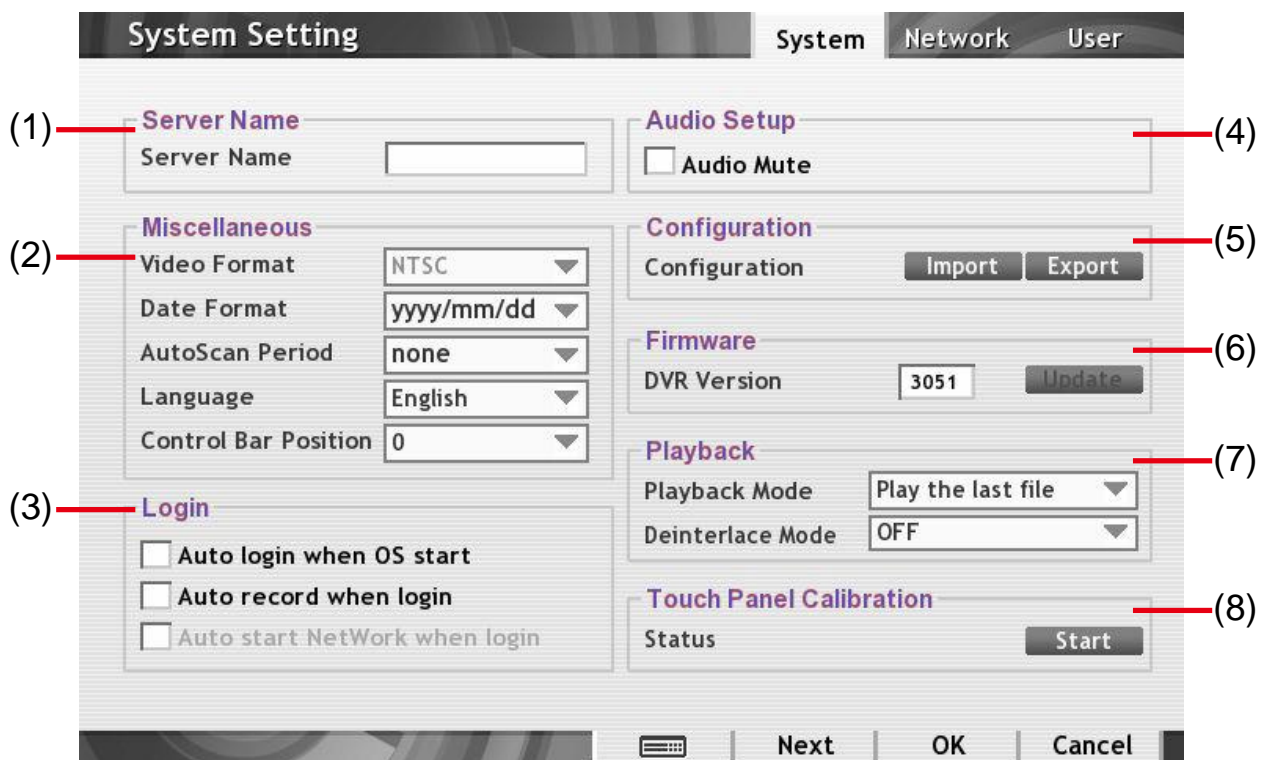 System Setting
System Network User
(1)
Server Name
Server Name
(2)
Miscellaneous
Video Format NTSC
Date Format yyyy/mm/dd
AutoScan Period none
Language English
Control Bar Position 0
(3)
Login
Auto login when OS start
Auto record when login
Auto start NetWork when login
Audio Setup
(4)
Audio Mute
Configuration
(5)
Configuration Import Export
Firmware
(6)
DVR Version 3051 Update
Playback
(7)
Playback Mode Play the last file
Deinterlace Mode OFF
Touch Panel Calibration
(8)
Status Start
Next OK Cancel